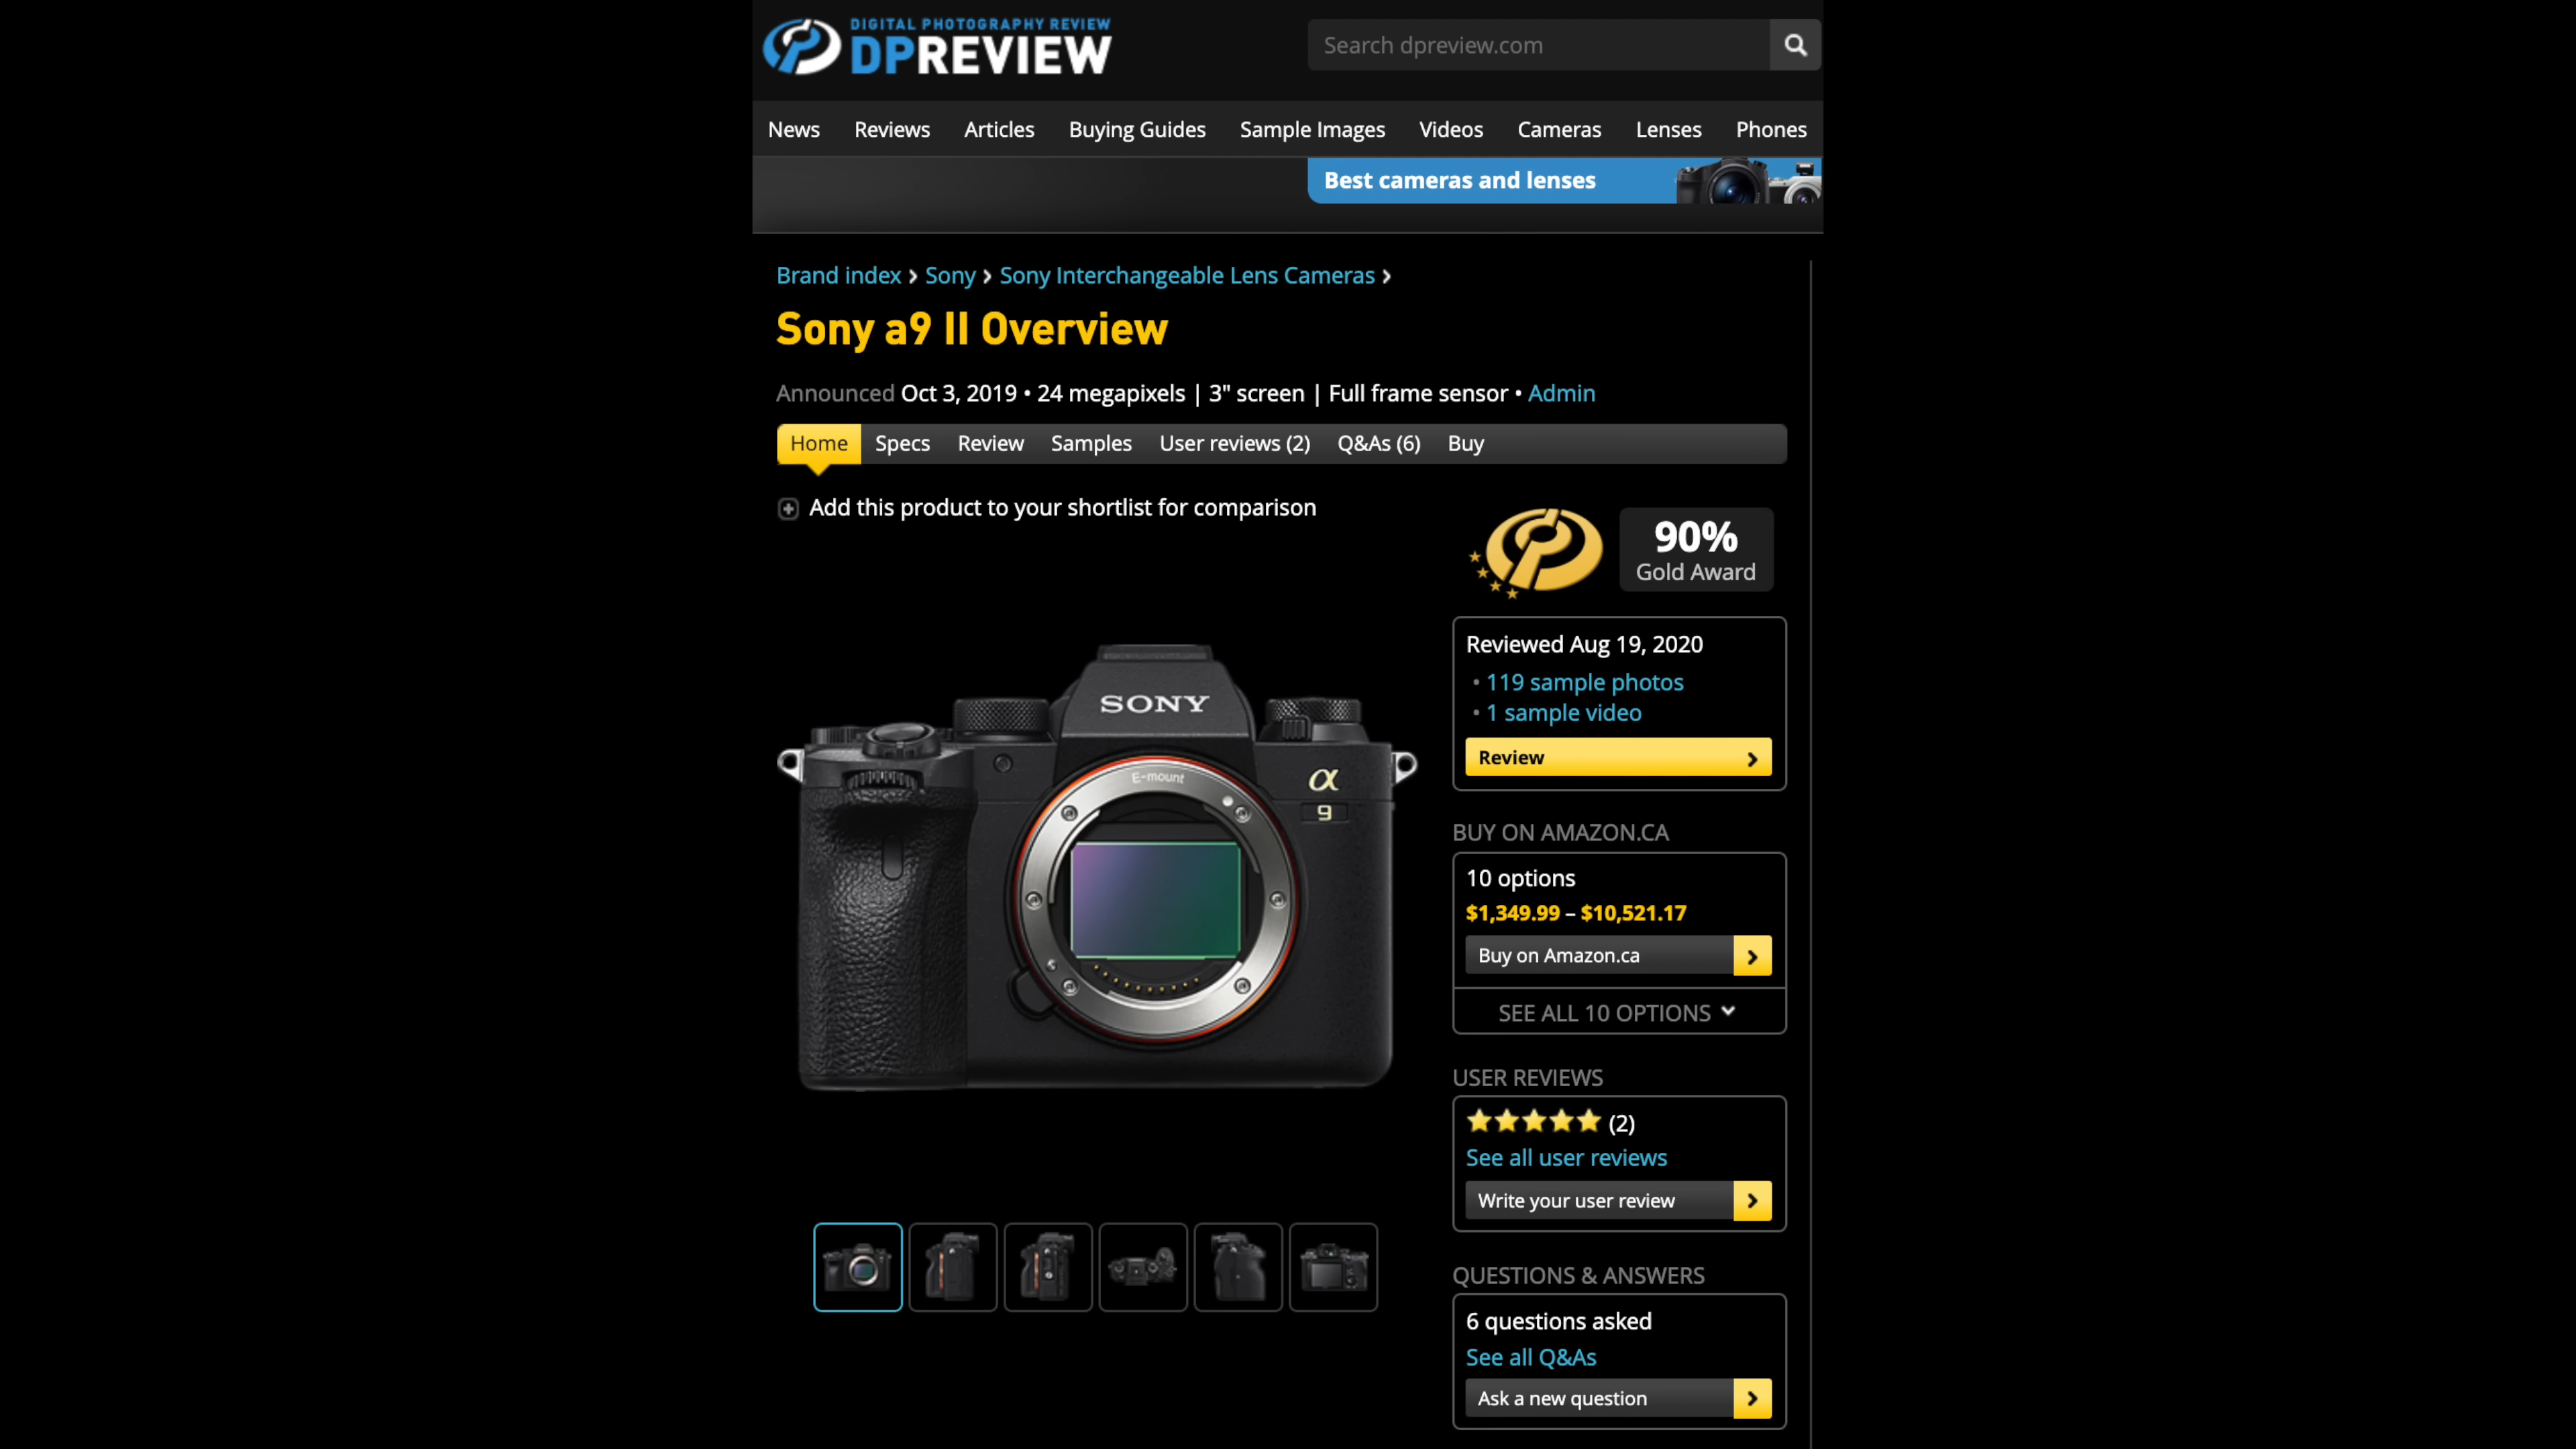 DIGITAL PHOTOGRAPHY REVIEW
DPREVIEW
Search dpreview.com
News Reviews Articles Buying Guides Sample Images Videos Cameras Lenses Phones
Best cameras and lenses
Brand index › Sony › Sony Interchangeable Lens Cameras ›
Sony a9 II Overview
Announced Oct 3, 2019 • 24 megapixels | 3" screen | Full frame sensor • Admin
Home Specs Review Samples User reviews (2) Q&As (6) Buy
Add this product to your shortlist for comparison
SONY
E-mount
α
9
90%
Gold Award
Reviewed Aug 19, 2020
• 119 sample photos
• 1 sample video
Review
BUY ON AMAZON.CA
10 options
$1,349.99 – $10,521.17
Buy on Amazon.ca
SEE ALL 10 OPTIONS
USER REVIEWS
(2)
See all user reviews
Write your user review
QUESTIONS & ANSWERS
6 questions asked
See all Q&As
Ask a new question